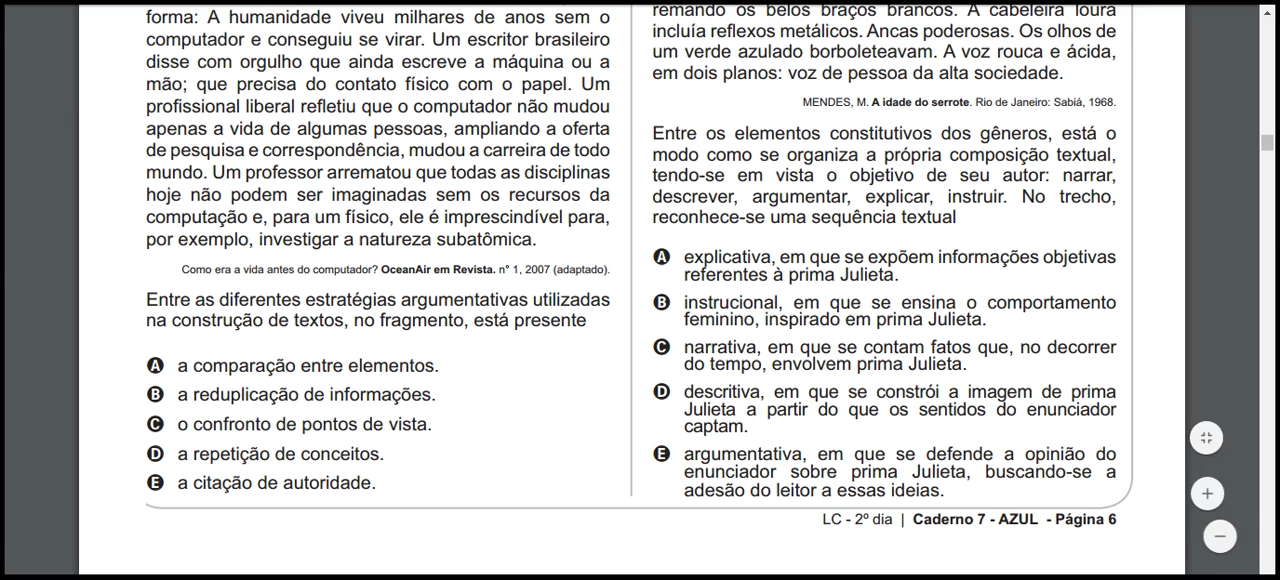 forma: A humanidade viveu milhares de anos sem o
computador e conseguiu se virar. Um escritor brasileiro
disse com orgulho que ainda escreve a máquina ou a
mão; que precisa do contato físico com o papel. Um
profissional liberal refletiu que o computador não mudou
apenas a vida de algumas pessoas, ampliando a oferta
de pesquisa e correspondência, mudou a carreira de todo
mundo. Um professor arrematou que todas as disciplinas
hoje não podem ser imaginadas sem os recursos da
computação e, para um físico, ele é imprescindível para,
por exemplo, investigar a natureza subatômica.
Como era a vida antes do computador? OceanAir em Revista. n° 1, 2007 (adaptado).
Entre as diferentes estratégias argumentativas utilizadas
na construção de textos, no fragmento, está presente
A a comparação entre elementos.
B a reduplicação de informações.
C o confronto de pontos de vista.
D a repetição de conceitos.
E a citação de autoridade.
remando os belos braços brancos. A cabeleira loura
incluía reflexos metálicos. Ancas poderosas. Os olhos de
um verde azulado borboleteavam. A voz rouca e ácida,
em dois planos: voz de pessoa da alta sociedade.
MENDES, M. A idade do serrote. Rio de Janeiro: Sabiá, 1968.
Entre os elementos constitutivos dos gêneros, está o
modo como se organiza a própria composição textual,
tendo-se em vista o objetivo de seu autor: narrar,
descrever, argumentar, explicar, instruir. No trecho,
reconhece-se uma sequência textual
A explicativa, em que se expõem informações objetivas
referentes à prima Julieta.
B instrucional, em que se ensina o comportamento
feminino, inspirado em prima Julieta.
C narrativa, em que se contam fatos que, no decorrer
do tempo, envolvem prima Julieta.
D descritiva, em que se constrói a imagem de prima
Julieta a partir do que os sentidos do enunciador
captam.
E argumentativa, em que se defende a opinião do
enunciador sobre prima Julieta, buscando-se a
adesão do leitor a essas ideias.
LC - 2º dia | Caderno 7 - AZUL - Página 6